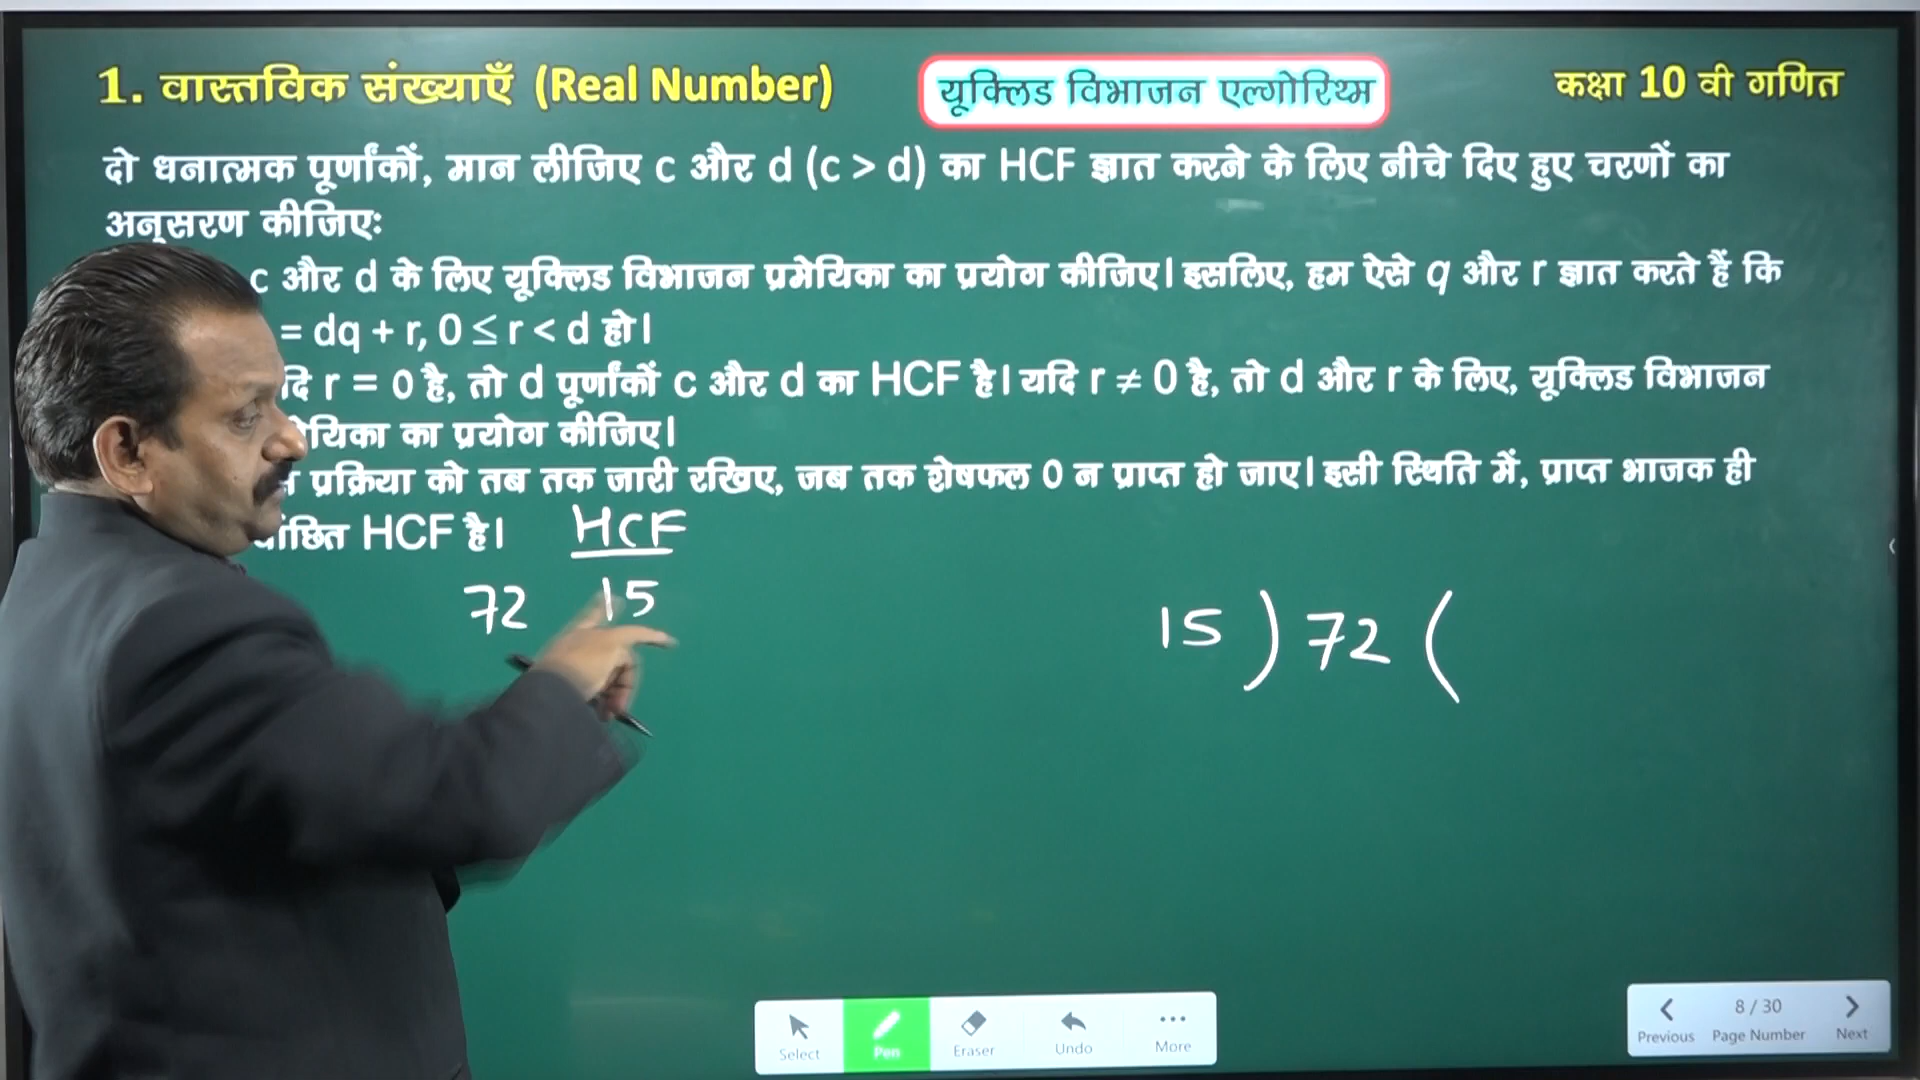 1. वास्तविक संख्याएँ (Real Number)
यूक्लिड विभाजन एल्गोरिथ्म
कक्षा 10 वी गणित
दो धनात्मक पूर्णांकों, मान लीजिए c और d (c > d) का HCF ज्ञात करने के लिए नीचे दिए हुए चरणों का
अनुसरण कीजिएः
c और d के लिए यूक्लिड विभाजन प्रमेयिका का प्रयोग कीजिए। इसलिए, हम ऐसे q और r ज्ञात करते हैं कि
= dq + r, 0 ≤ r < d हो।
r = 0 है, तो d पूर्णांकों c और d का HCF है। यदि r ≠ 0 है, तो d और r के लिए, यूक्लिड विभाजन
का प्रयोग कीजिए।
प्रक्रिया को तब तक जारी रखिए, जब तक शेषफल 0 न प्राप्त हो जाए। इसी स्थिति में, प्राप्त भाजक ही
HCF है।
HCF
72 15
15 ) 72 (
Select
Pen
Eraser
Undo
More
8 / 30
Previous Page Number Next